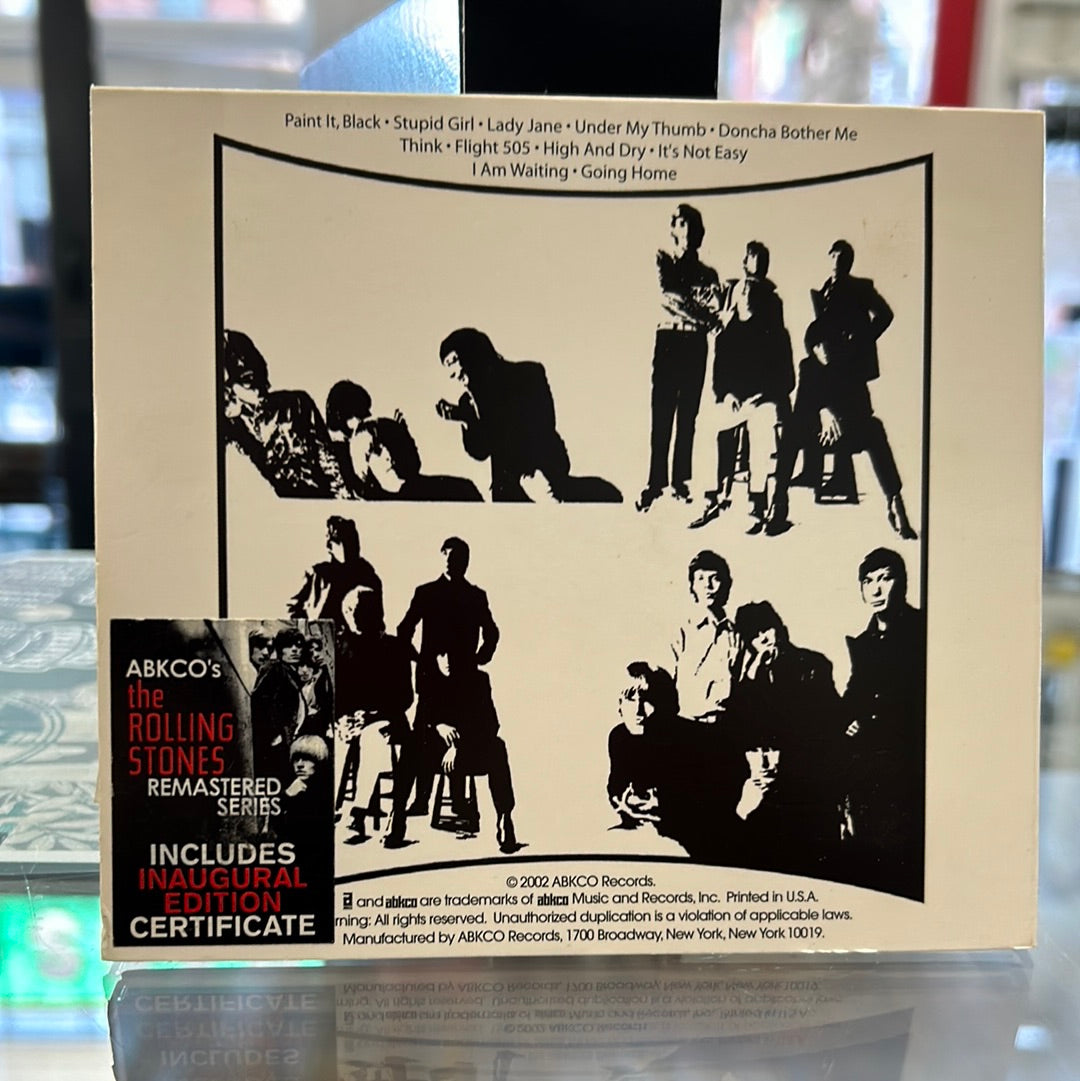 Paint It, Black • Stupid Girl • Lady Jane • Under My Thumb • Doncha Bother Me
Think • Flight 505 • High And Dry • It's Not Easy
I Am Waiting • Going Home
ABKCO's
the
ROLLING
STONES
REMASTERED
SERIES
INCLUDES
INAUGURAL
EDITION
CERTIFICATE
© 2002 ABKCO Records.
and abkco are trademarks of abkco Music and Records, Inc. Printed in U.S.A.
rning: All rights reserved. Unauthorized duplication is a violation of applicable laws.
Manufactured by ABKCO Records, 1700 Broadway, New York, New York 10019.